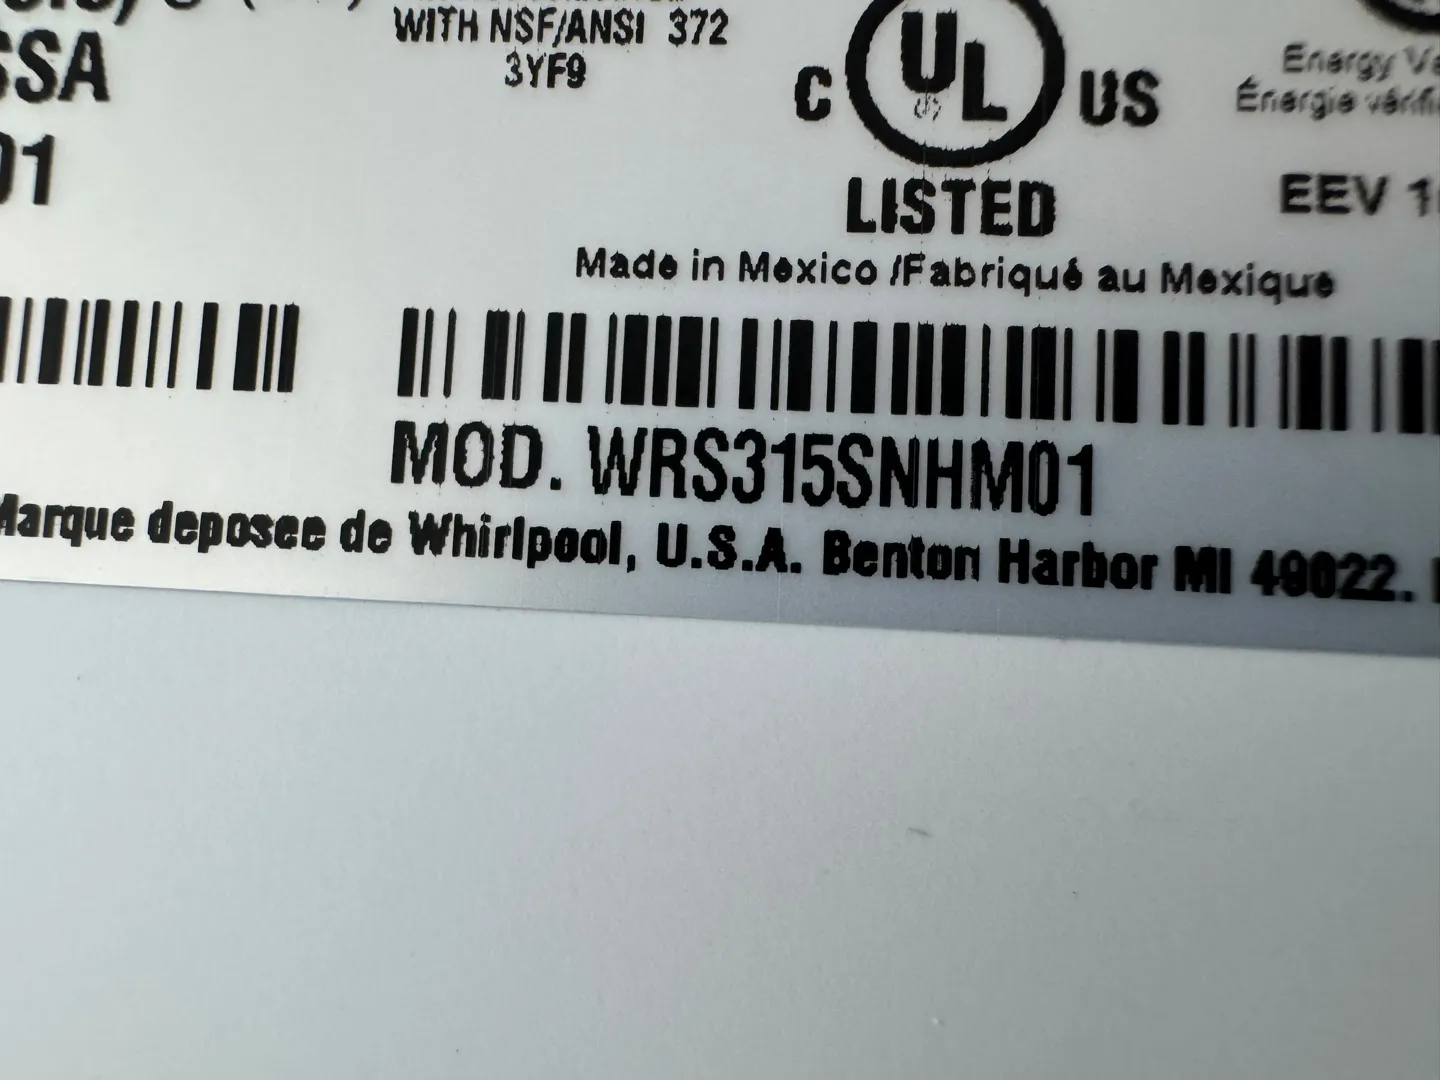 SSA
01
WITH NSF/ANSI 372
3YF9
C UL US
LISTED
Energy
Énergie
EEV
Made in Mexico /Fabriqué au Mexique
MOD. WRS315SNHM01
Marque deposee de Whirlpool, U.S.A. Benton Harbor MI 49022.